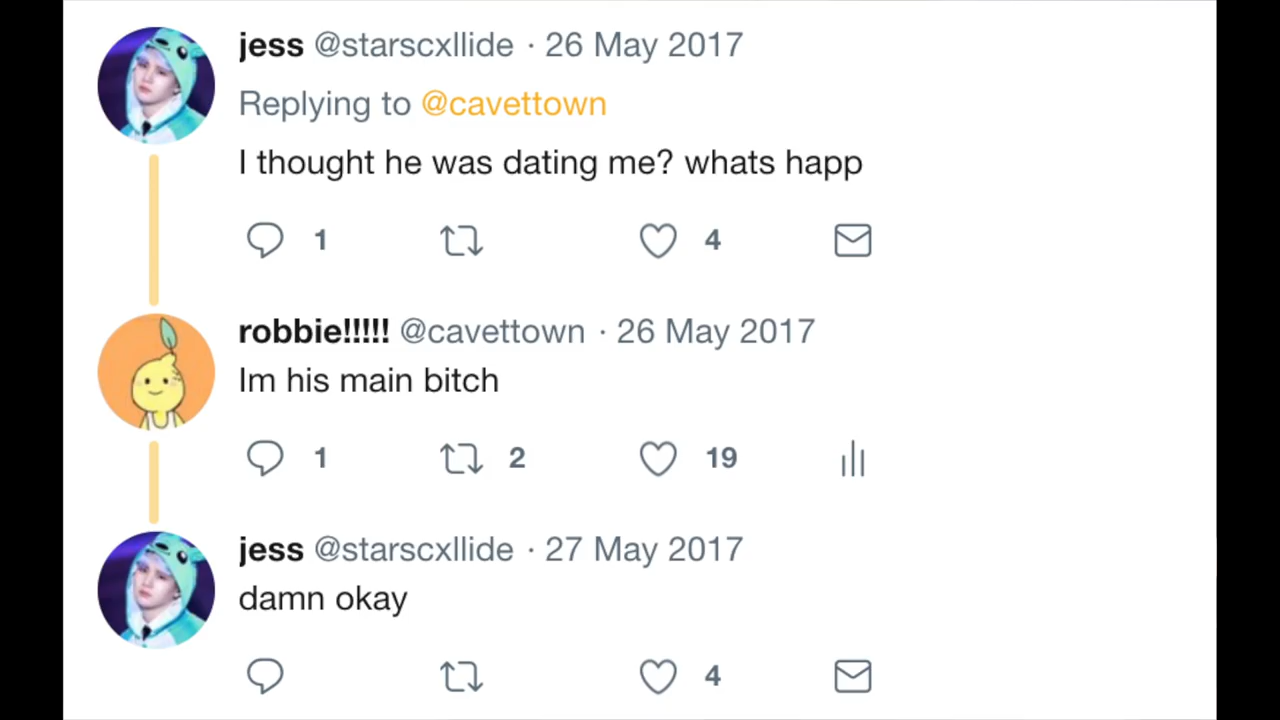 jess @starscxllide · 26 May 2017
Replying to @cavettown
I thought he was dating me? whats happ
1 4
robbie!!!!! @cavettown · 26 May 2017
Im his main bitch
1 2 19
jess @starscxllide · 27 May 2017
damn okay
4